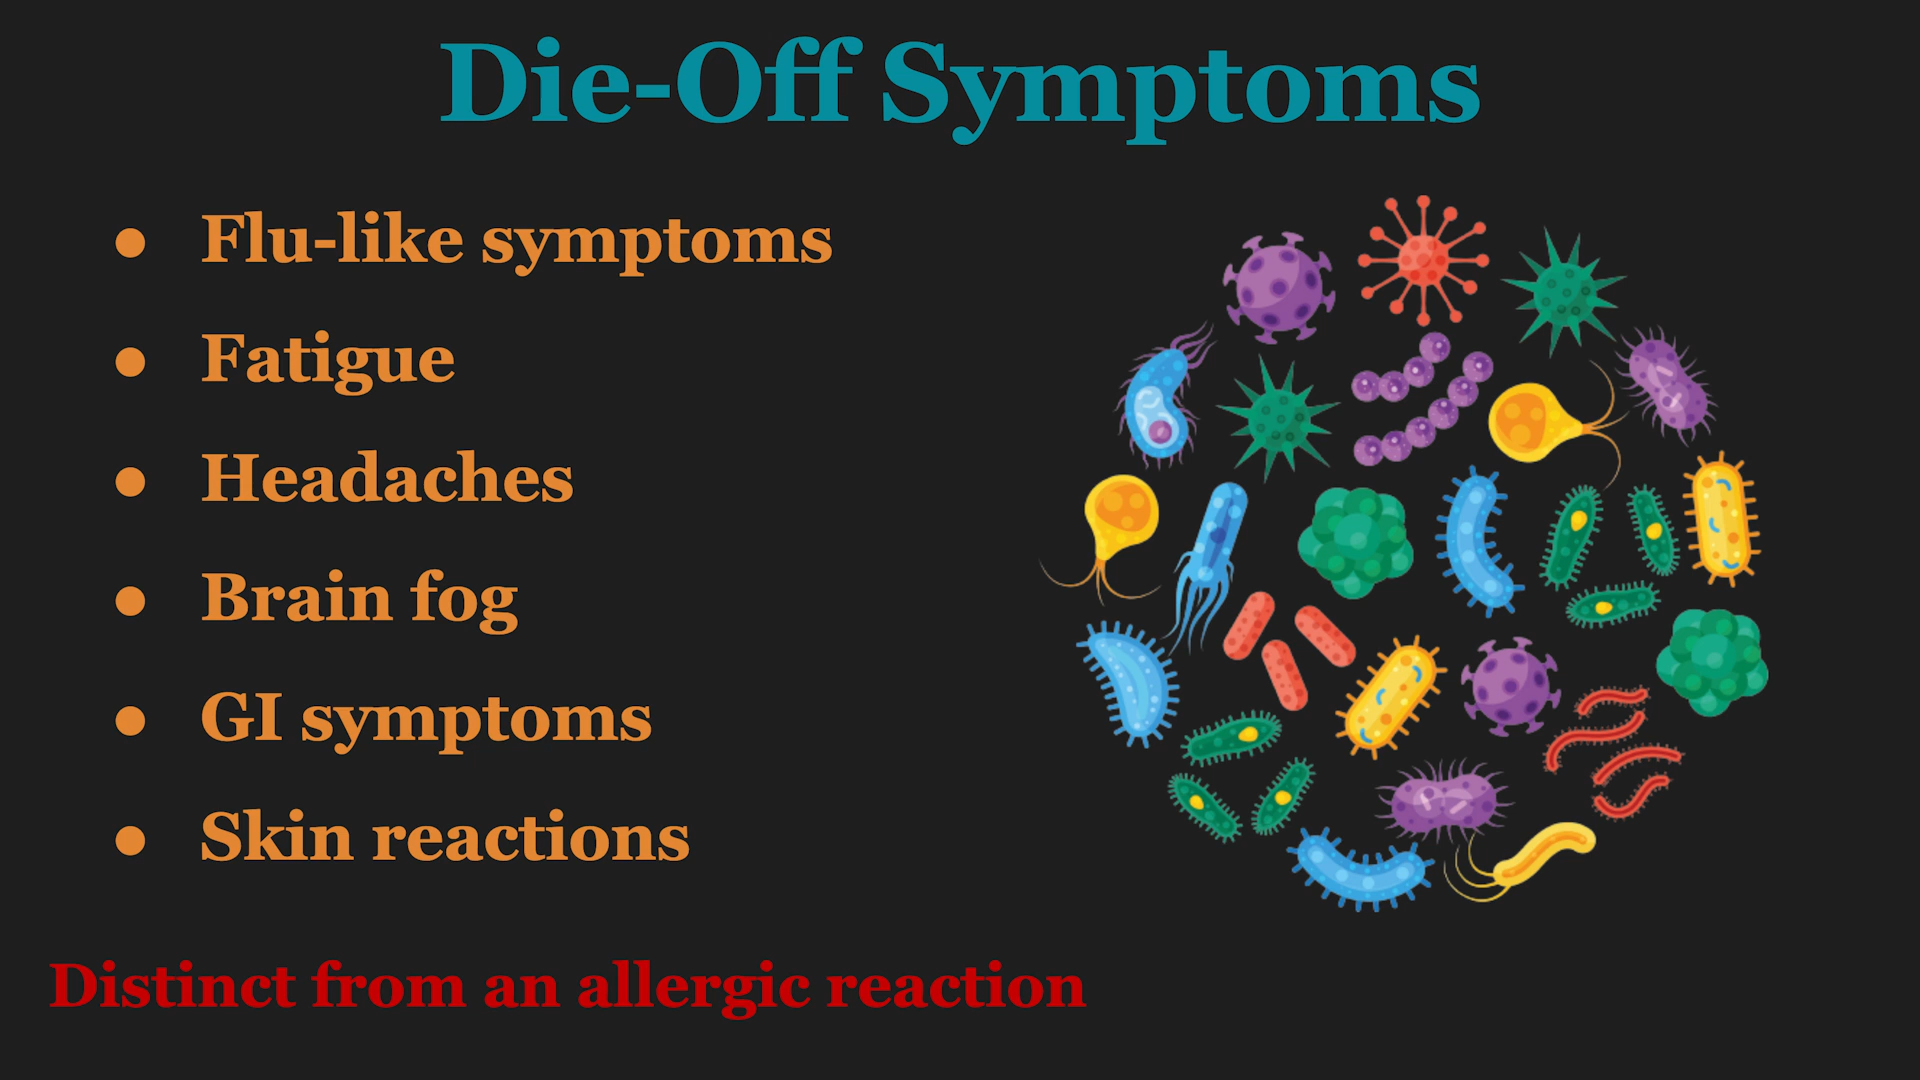 Die-Off Symptoms
● Flu-like symptoms
● Fatigue
● Headaches
● Brain fog
● GI symptoms
● Skin reactions
Distinct from an allergic reaction